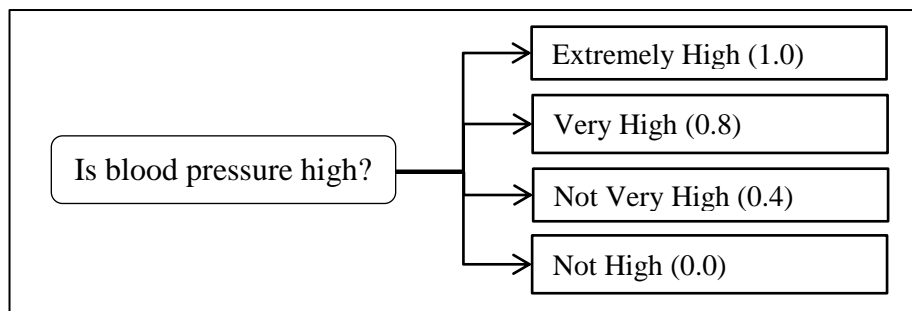 Is blood pressure high?
Extremely High (1.0)
Very High (0.8)
Not Very High (0.4)
Not High (0.0)